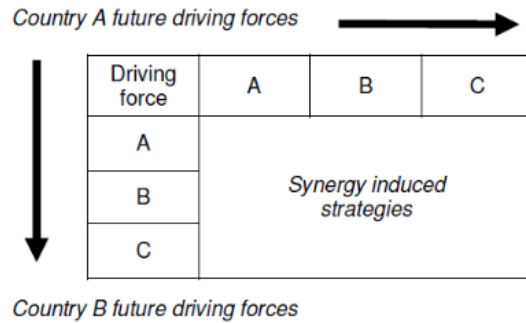 Country A future driving forces
Driving
force
A
B
C
A
B
C
Synergy induced
strategies
Country B future driving forces